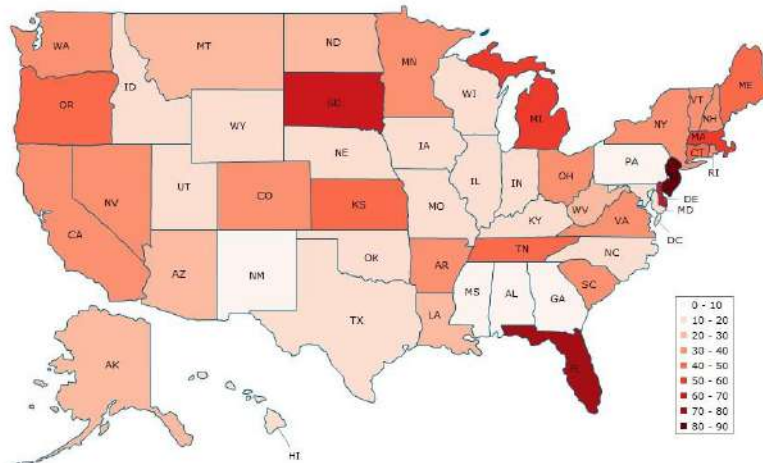 WA
MT
ND
MN
ME
VT
NH
ID
OR
SD
WI
MI
NY
MA
CT
RI
WY
IA
NE
PA
NV
UT
CO
IL
IN
OH
DE
MD
WV
VA
DC
CA
KS
MO
KY
AZ
NM
OK
AR
TN
NC
SC
MS
AL
GA
TX
LA
AK
HI
FL
0 - 10
10 - 20
20 - 30
30 - 40
40 - 50
50 - 60
60 - 70
70 - 80
80 - 90